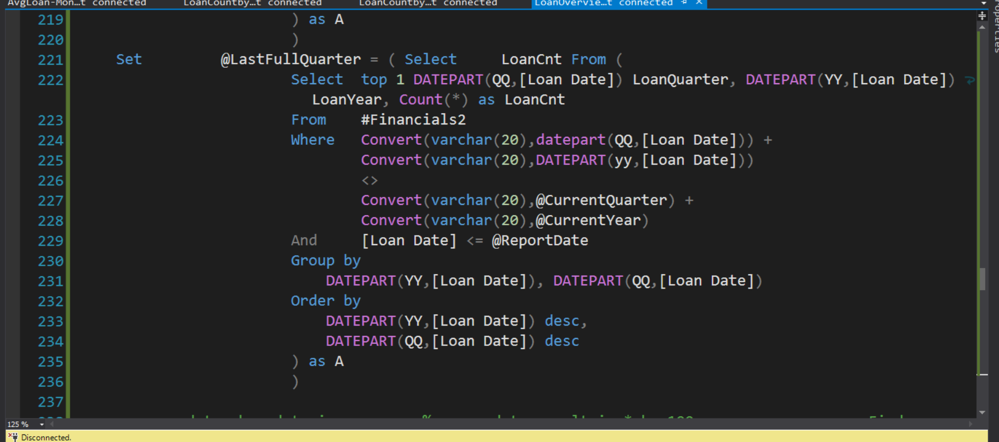 AvgLoan-Mon…t connected LoanCountby…t connected LoanCountby…t connected LoanOvervie…t connected
219 ) as A
220 )
221 Set @LastFullQuarter = ( Select LoanCnt From (
222 Select top 1 DATEPART(QQ,[Loan Date]) LoanQuarter, DATEPART(YY,[Loan Date])
LoanYear, Count(*) as LoanCnt
223 From #Financials2
224 Where Convert(varchar(20),datepart(QQ,[Loan Date])) +
225 Convert(varchar(20),DATEPART(yy,[Loan Date]))
226 <>
227 Convert(varchar(20),@CurrentQuarter) +
228 Convert(varchar(20),@CurrentYear)
229 And [Loan Date] <= @ReportDate
230 Group by
231 DATEPART(YY,[Loan Date]), DATEPART(QQ,[Loan Date])
232 Order by
233 DATEPART(YY,[Loan Date]) desc,
234 DATEPART(QQ,[Loan Date]) desc
235 ) as A
236 )
237
125 %
Disconnected.